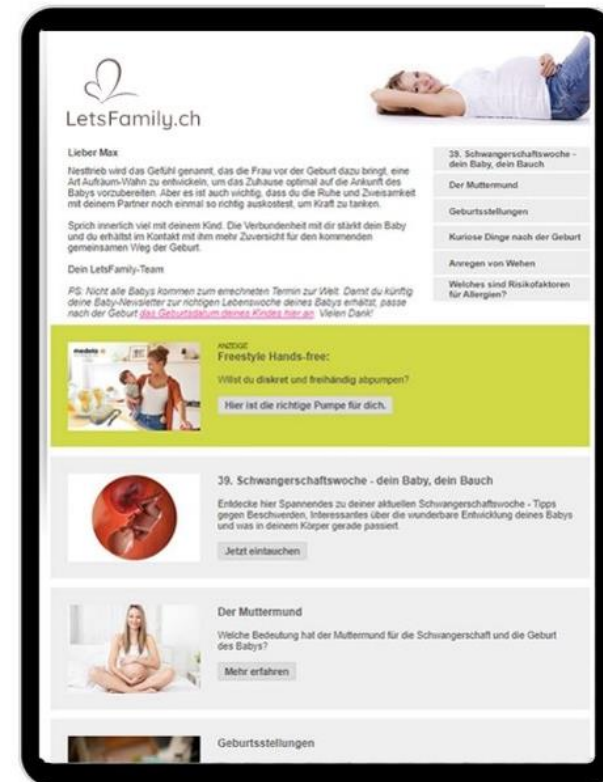 LetsFamily.ch
Lieber Max
Nesttrieb wird das Gefühl genannt, das die Frau vor der Geburt dazu bringt, eine
Art Aufräum-Wahn zu entwickeln, um das Zuhause optimal auf die Ankunft des
Babys vorzubereiten. Aber es ist auch wichtig, dass du die Ruhe und Zweisamkeit
mit deinem Partner noch einmal so richtig auskostest, um Kraft zu tanken.
Sprich innerlich viel mit deinem Kind. Die Verbundenheit mit dir stärkt dein Baby
und du erhältst im Kontakt mit ihm mehr Zuversicht für den kommenden
gemeinsamen Weg der Geburt.
Dein LetsFamily-Team
PS: Nicht alle Babys kommen zum errechneten Termin zur Welt. Damit du künftig
deine Baby-Newsletter zur richtigen Lebenswoche deines Babys erhältst, passe
nach der Geburt das Geburtsdatum deines Kindes hier an. Vielen Dank!
39. Schwangerschaftswoche -
dein Baby, dein Bauch
Der Muttermund
Geburtsstellungen
Kuriose Dinge nach der Geburt
Anregen von Wehen
Welches sind Risikofaktoren
für Allergien?
medela
ANZEIGE
Freestyle Hands-free:
Willst du diskret und freihändig abpumpen?
Hier ist die richtige Pumpe für dich.
39. Schwangerschaftswoche - dein Baby, dein Bauch
Entdecke hier Spannendes zu deiner aktuellen Schwangerschaftswoche - Tipps
gegen Beschwerden, Interessantes über die wunderbare Entwicklung deines Babys
und was in deinem Körper gerade passiert.
Jetzt eintauchen
Der Muttermund
Welche Bedeutung hat der Muttermund für die Schwangerschaft und die Geburt
des Babys?
Mehr erfahren
Geburtsstellungen